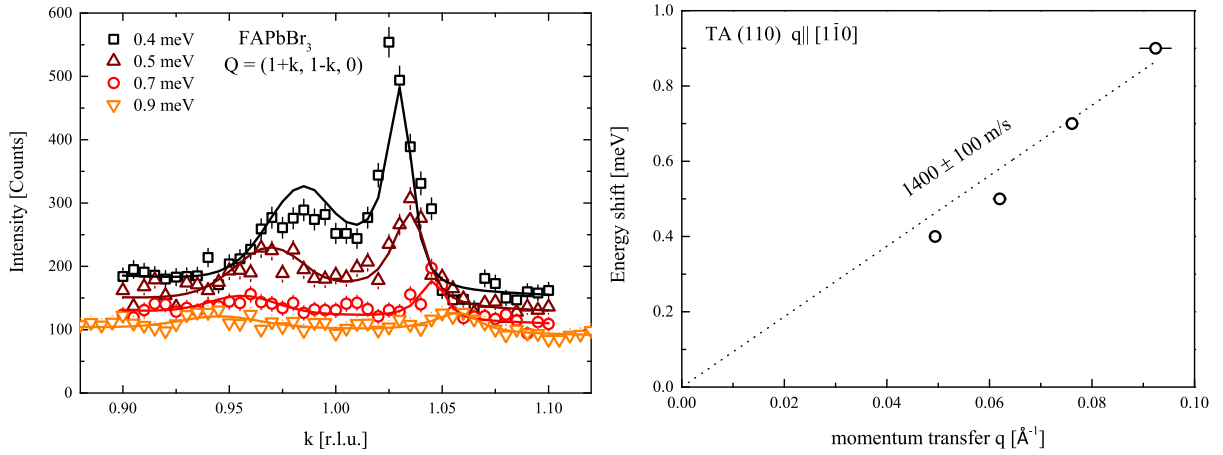 600
500
400
300
200
100
0
0.90
0.95
1.00
1.05
1.10
Intensity [Counts]
k [r.l.u.]
0.4 meV
0.5 meV
0.7 meV
0.9 meV
FAPbBr3
Q = (1+k, 1-k, 0)
1.0
0.8
0.6
0.4
0.2
0.0
0.00
0.02
0.04
0.06
0.08
0.10
Energy shift [meV]
momentum transfer q [Å-1]
TA (110) q|| [11̄0]
1400 ± 100 m/s